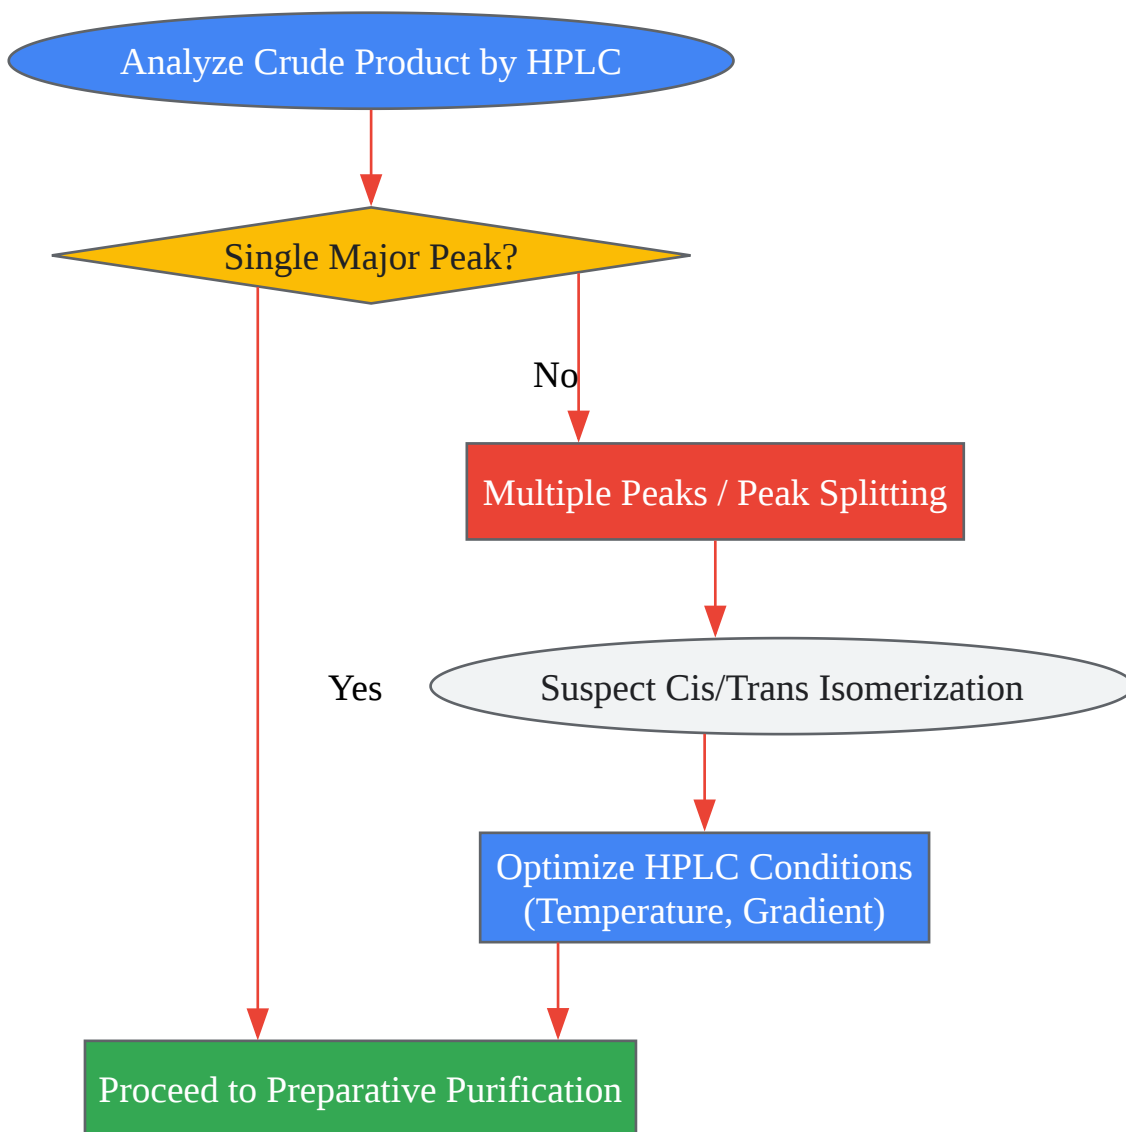 Analyze Crude Product by HPLC
Single Major Peak?
No
Multiple Peaks / Peak Splitting
Yes
Suspect Cis/Trans Isomerization
Optimize HPLC Conditions
(Temperature, Gradient)
Proceed to Preparative Purification